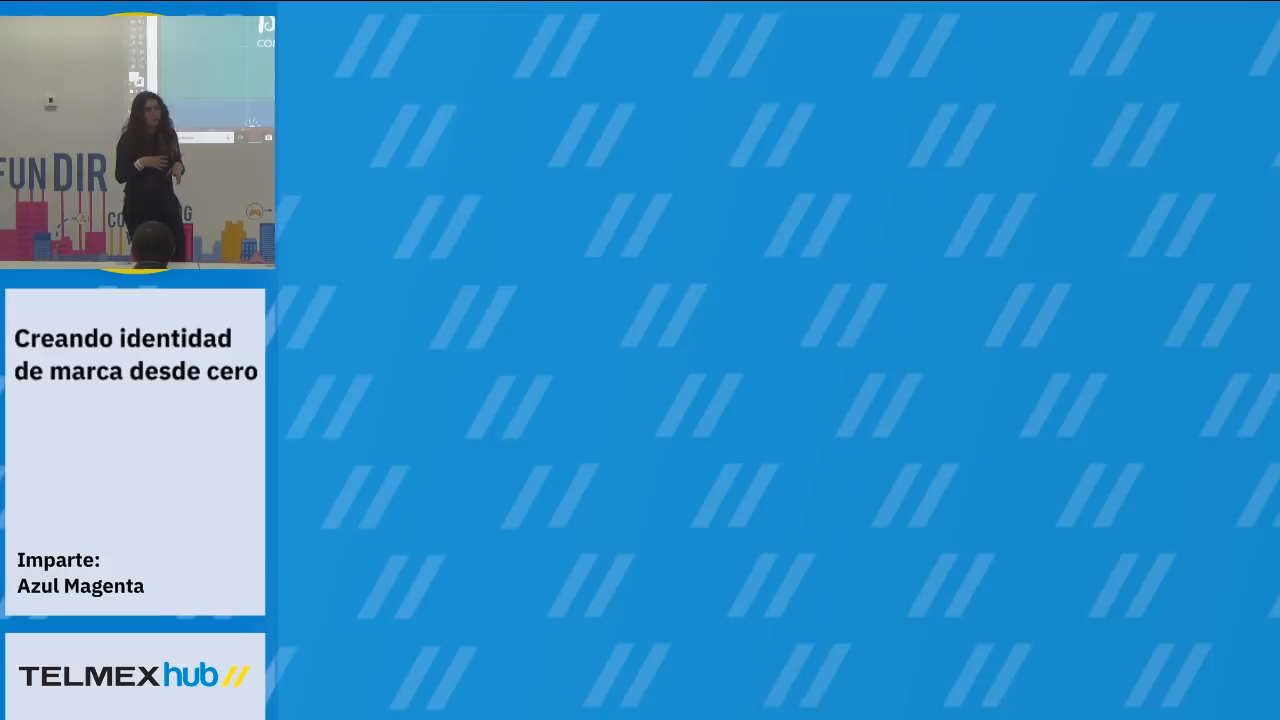 FUN DIR
Creando identidad
de marca desde cero
Imparte:
Azul Magenta
TELMEXhub//